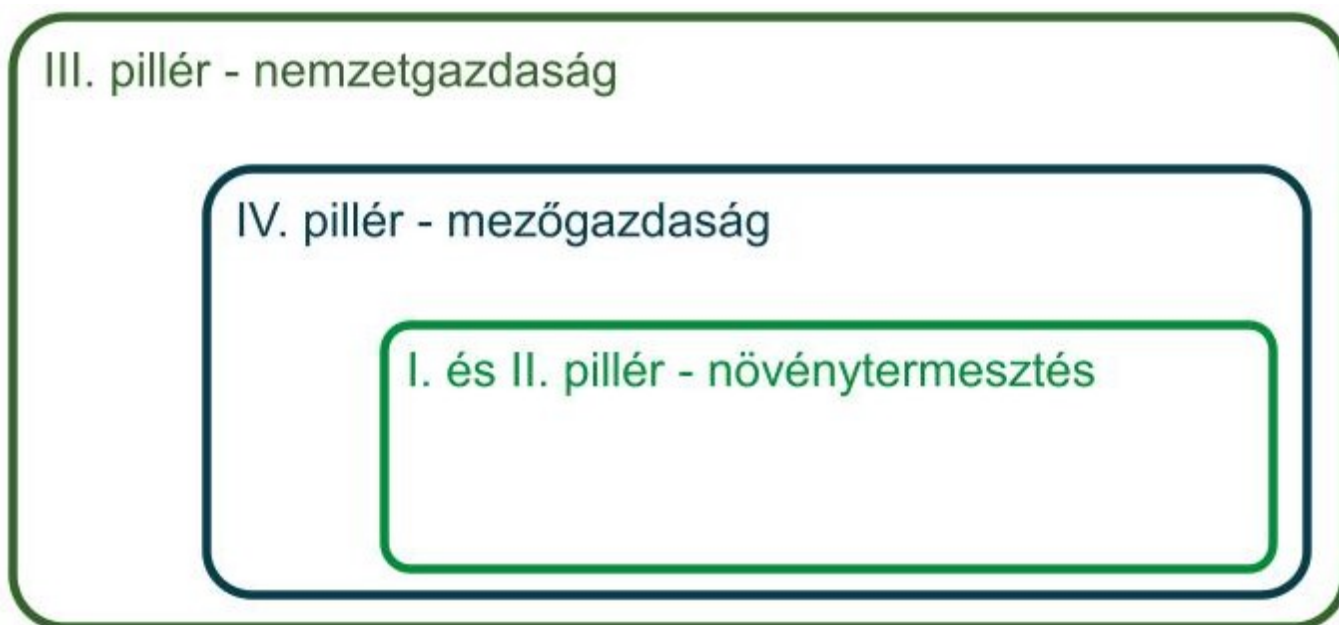 III. pillér - nemzetgazdaság
IV. pillér - mezőgazdaság
I. és II. pillér - növénytermesztés